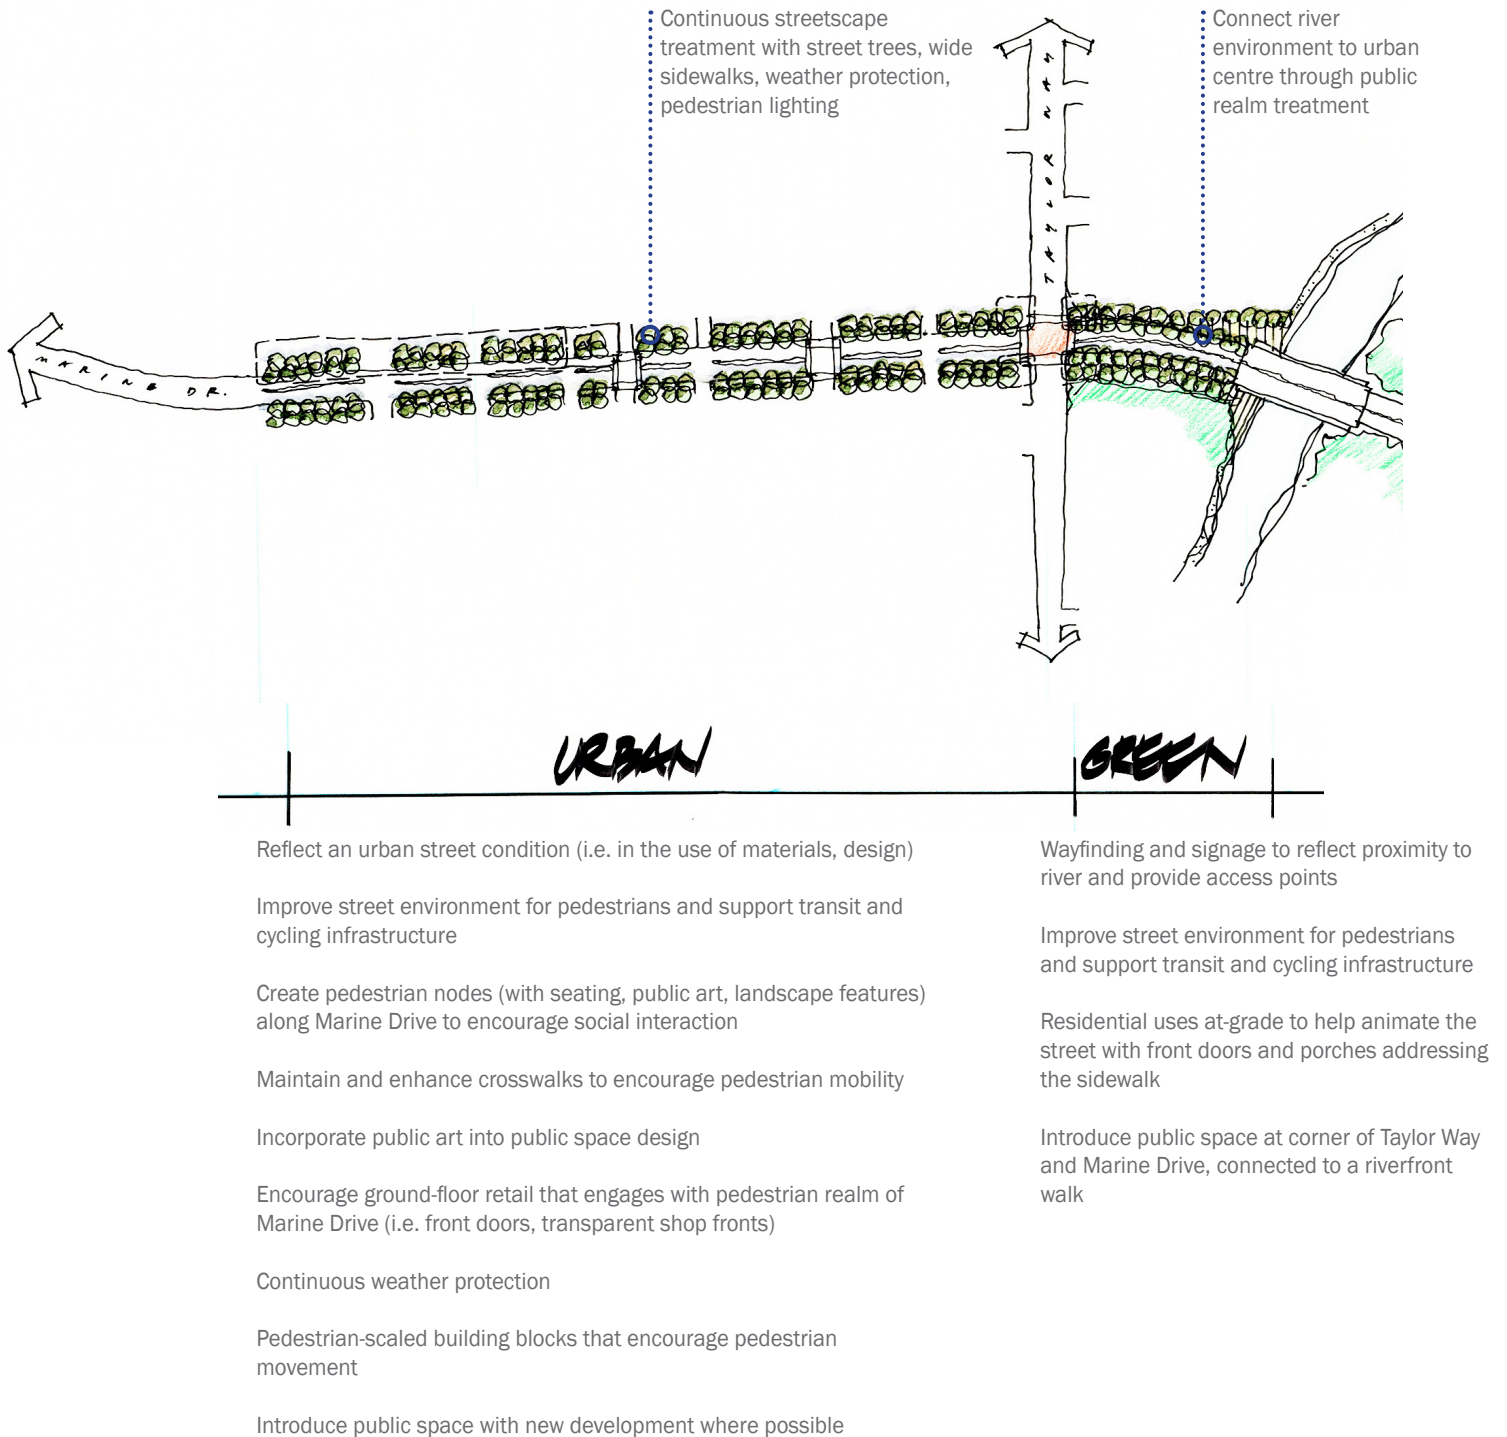 Continuous streetscape
treatment with street trees, wide
sidewalks, weather protection,
pedestrian lighting
Connect river
environment to urban
centre through public
realm treatment
TAYLOR WAY
MARINE DR.
URBAN
GREEN
Reflect an urban street condition (i.e. in the use of materials, design)
Improve street environment for pedestrians and support transit and
cycling infrastructure
Create pedestrian nodes (with seating, public art, landscape features)
along Marine Drive to encourage social interaction
Maintain and enhance crosswalks to encourage pedestrian mobility
Incorporate public art into public space design
Encourage ground-floor retail that engages with pedestrian realm of
Marine Drive (i.e. front doors, transparent shop fronts)
Continuous weather protection
Pedestrian-scaled building blocks that encourage pedestrian
movement
Introduce public space with new development where possible
Wayfinding and signage to reflect proximity to
river and provide access points
Improve street environment for pedestrians
and support transit and cycling infrastructure
Residential uses at-grade to help animate the
street with front doors and porches addressing
the sidewalk
Introduce public space at corner of Taylor Way
and Marine Drive, connected to a riverfront
walk